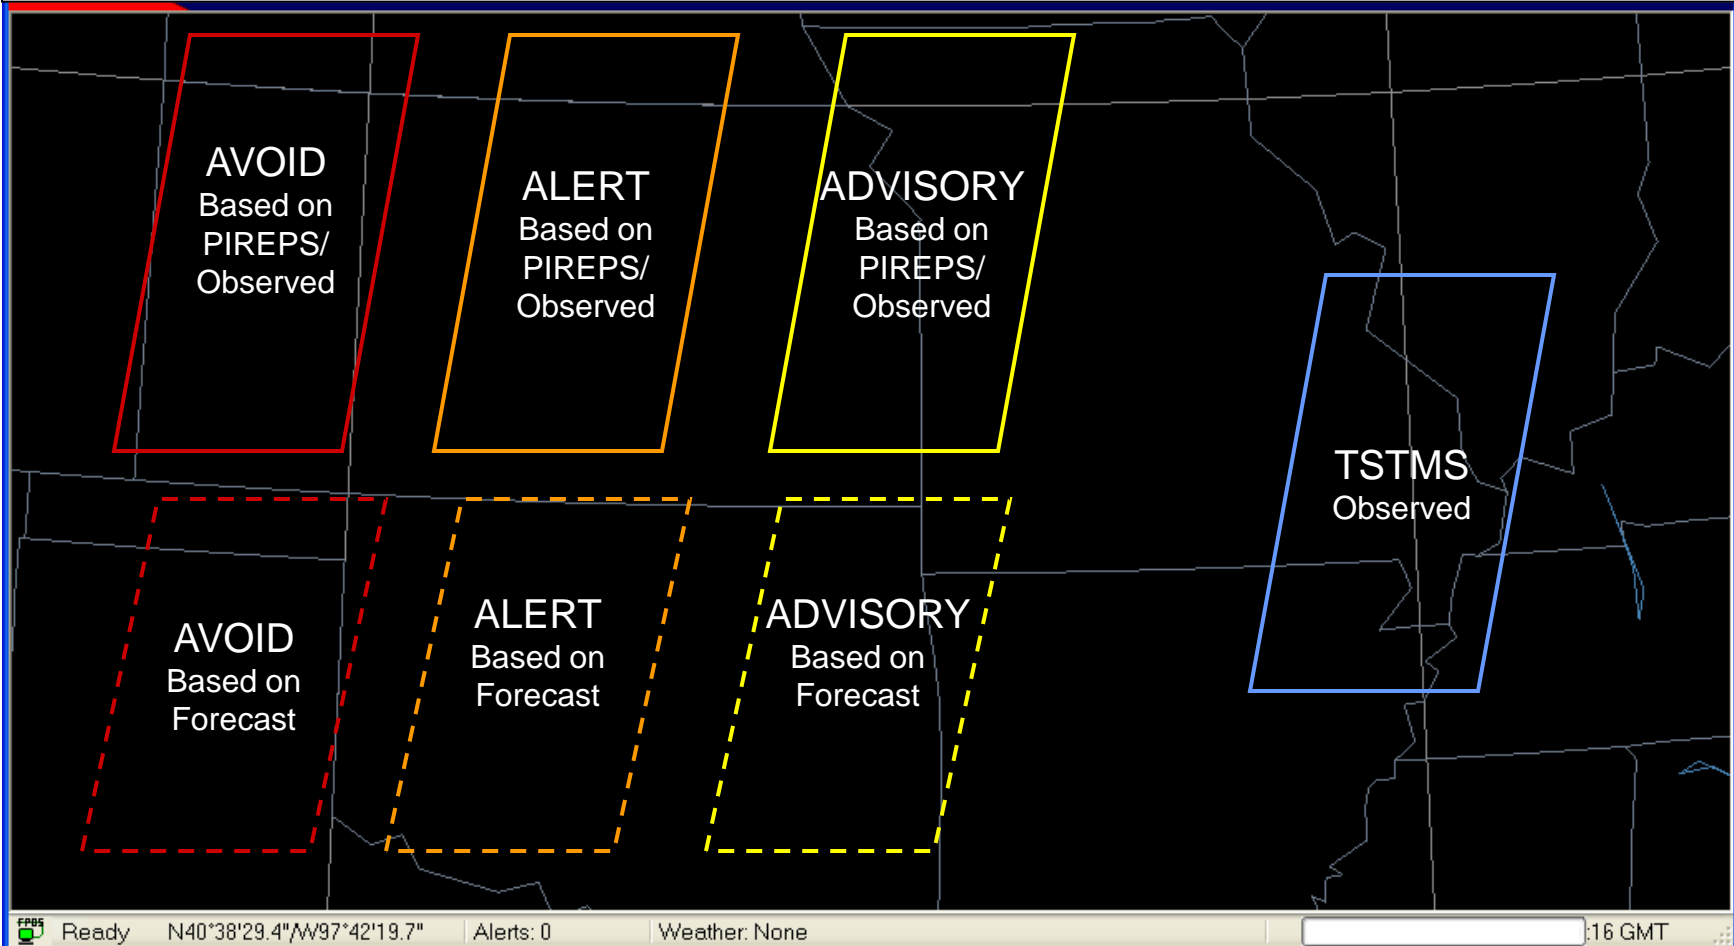 AVOID
Based on
PIREPS/
Observed
ALERT
Based on
PIREPS/
Observed
ADVISORY
Based on
PIREPS/
Observed
TSTMS
Observed
AVOID
Based on
Forecast
ALERT
Based on
Forecast
ADVISORY
Based on
Forecast
FPOS
Ready N40°38'29.4"/W97°42'19.7" Alerts: 0 Weather: None :16 GMT